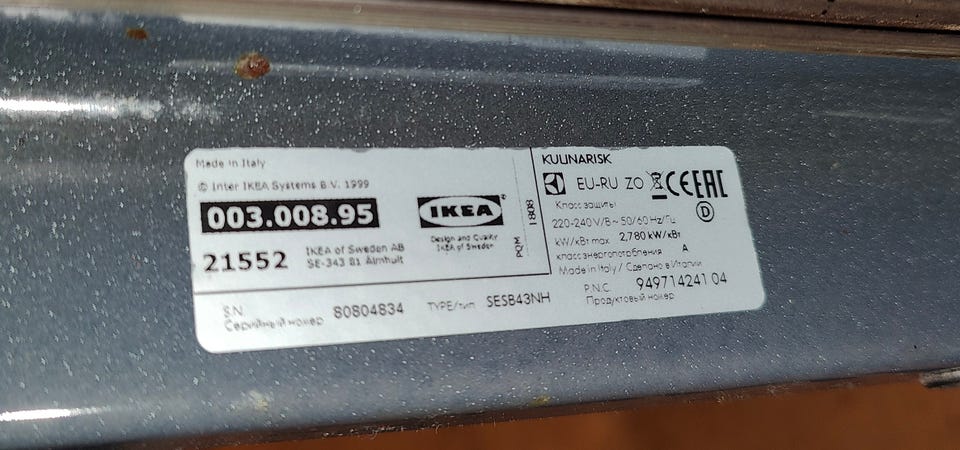 Made in Italy
© Inter IKEA Systems B.V. 1999
003.008.95
21552
IKEA of Sweden AB
SE-343 81 Älmhult
IKEA
Design and Quality
IKEA of Sweden
PQM 1808
KULINARISK
EU-RU ZO CE EAC
Класс защиты
D
220-240 V/B~ 50/60 Hz/Гц
kW/кВт max 2,780 kW/кВт
класс энергопотребления A
Made in Italy / Сделано в Италии
P.N.C. 949714241 04
Продуктовый номер
S.N. 80804834 TYPE/тип SESB43NH
Серийный номер